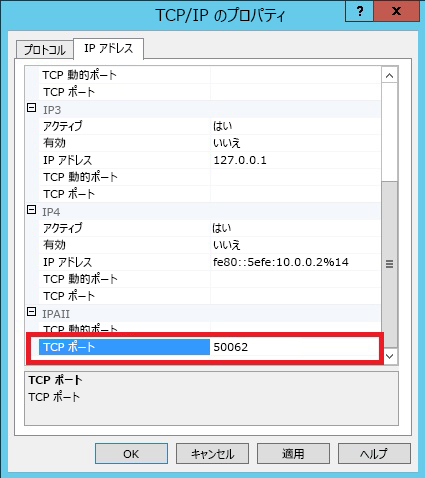 TCP/IP のプロパティ
?
x
プロトコル
IP アドレス
TCP 動的ポート
TCP ポート
IP3
アクティブ はい
有効 いいえ
IP アドレス 127.0.0.1
TCP 動的ポート
TCP ポート
IP4
アクティブ はい
有効 いいえ
IP アドレス fe80::5efe:10.0.0.2%14
TCP 動的ポート
TCP ポート
IPAll
TCP 動的ポート
TCP ポート 50062
TCP ポート
TCP ポート
OK
キャンセル
適用
ヘルプ